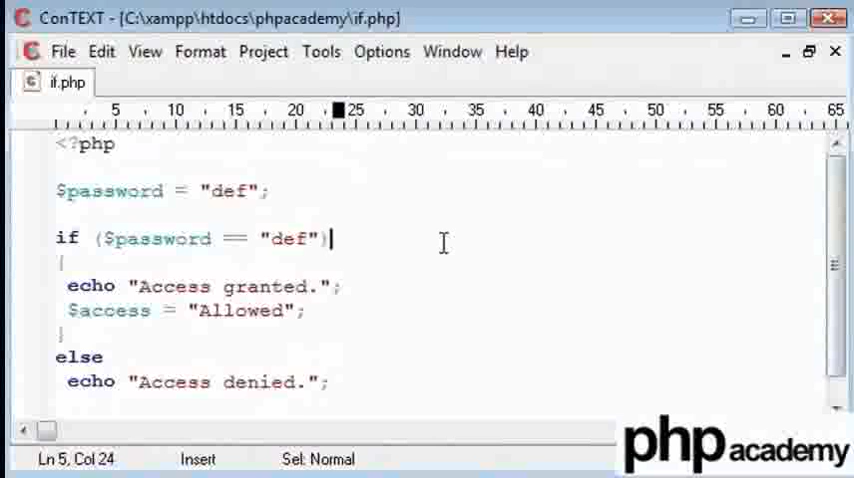 ConTEXT - [C:\xampp\htdocs\phpacademy\if.php]
File Edit View Format Project Tools Options Window Help
if.php
5 10 15 20 25 30 35 40 45 50 55 60 65
<?php
$password = "def";
if ($password == "def")
{
echo "Access granted.";
$access = "Allowed";
}
else
echo "Access denied.";
Ln 5, Col 24 Insert Sel: Normal
php academy